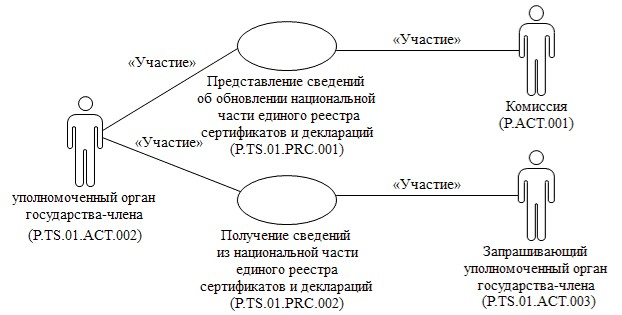 «Участие»
«Участие»
Представление сведений
об обновлении национальной
части единого реестра
сертификатов и деклараций
(P.TS.01.PRC.001)
Комиссия
(P.ACT.001)
«Участие»
«Участие»
уполномоченный орган
государства-члена
(P.TS.01.ACT.002)
Получение сведений
из национальной части
единого реестра
сертификатов и деклараций
(P.TS.01.PRC.002)
Запрашивающий
уполномоченный орган
государства-члена
(P.TS.01.ACT.003)